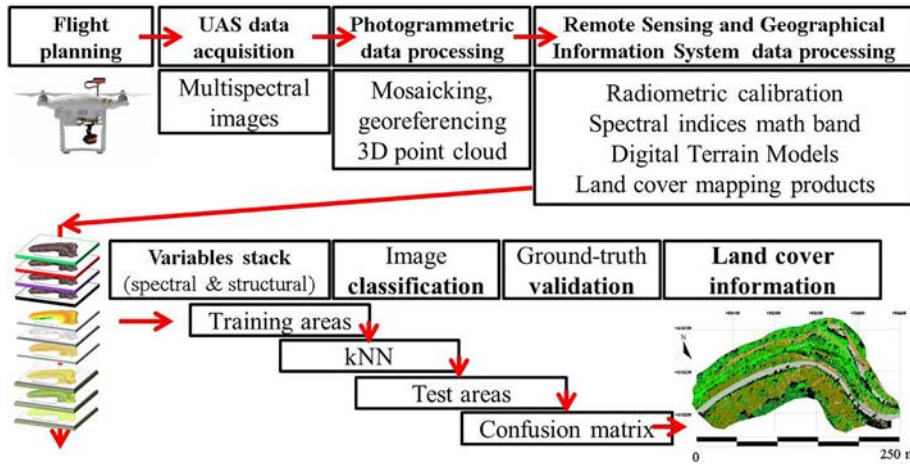 Flight planning
UAS data acquisition
Photogrammetric data processing
Remote Sensing and Geographical Information System data processing
Multispectral images
Mosaicking, georeferencing 3D point cloud
Radiometric calibration
Spectral indices math band
Digital Terrain Models
Land cover mapping products
Variables stack
(spectral & structural)
Image classification
Ground-truth validation
Land cover information
Training areas
kNN
Test areas
Confusion matrix
N
0
250 m